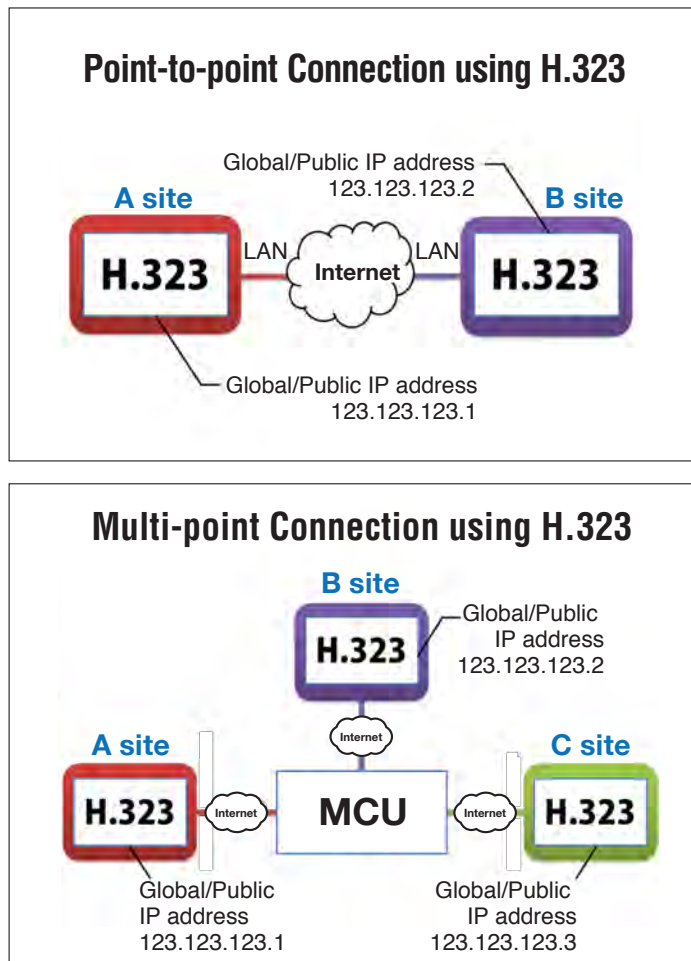 Point-to-point Connection using H.323
Global/Public IP address
123.123.123.2
A site
B site
H.323
LAN
Internet
LAN
H.323
Global/Public IP address
123.123.123.1
Multi-point Connection using H.323
B site
H.323
Global/Public
IP address
123.123.123.2
Internet
A site
C site
H.323
Internet
MCU
Internet
H.323
Global/Public
IP address
123.123.123.1
Global/Public
IP address
123.123.123.3